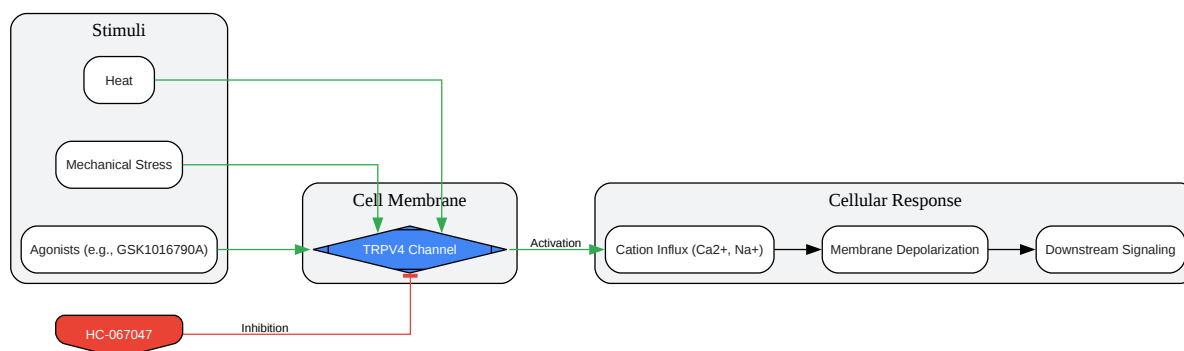 Stimuli
Heat
Mechanical Stress
Agonists (e.g., GSK1016790A)
Cell Membrane
TRPV4 Channel
Activation
Cellular Response
Cation Influx (Ca2+, Na+)
Membrane Depolarization
Downstream Signaling
HC-067047
Inhibition